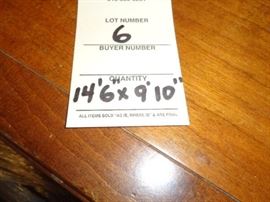 LOT NUMBER
6
BUYER NUMBER
QUANTITY
14'6"x9'10"
ALL ITEMS SOLD "AS IS, WHERE IS" & ARE FINAL